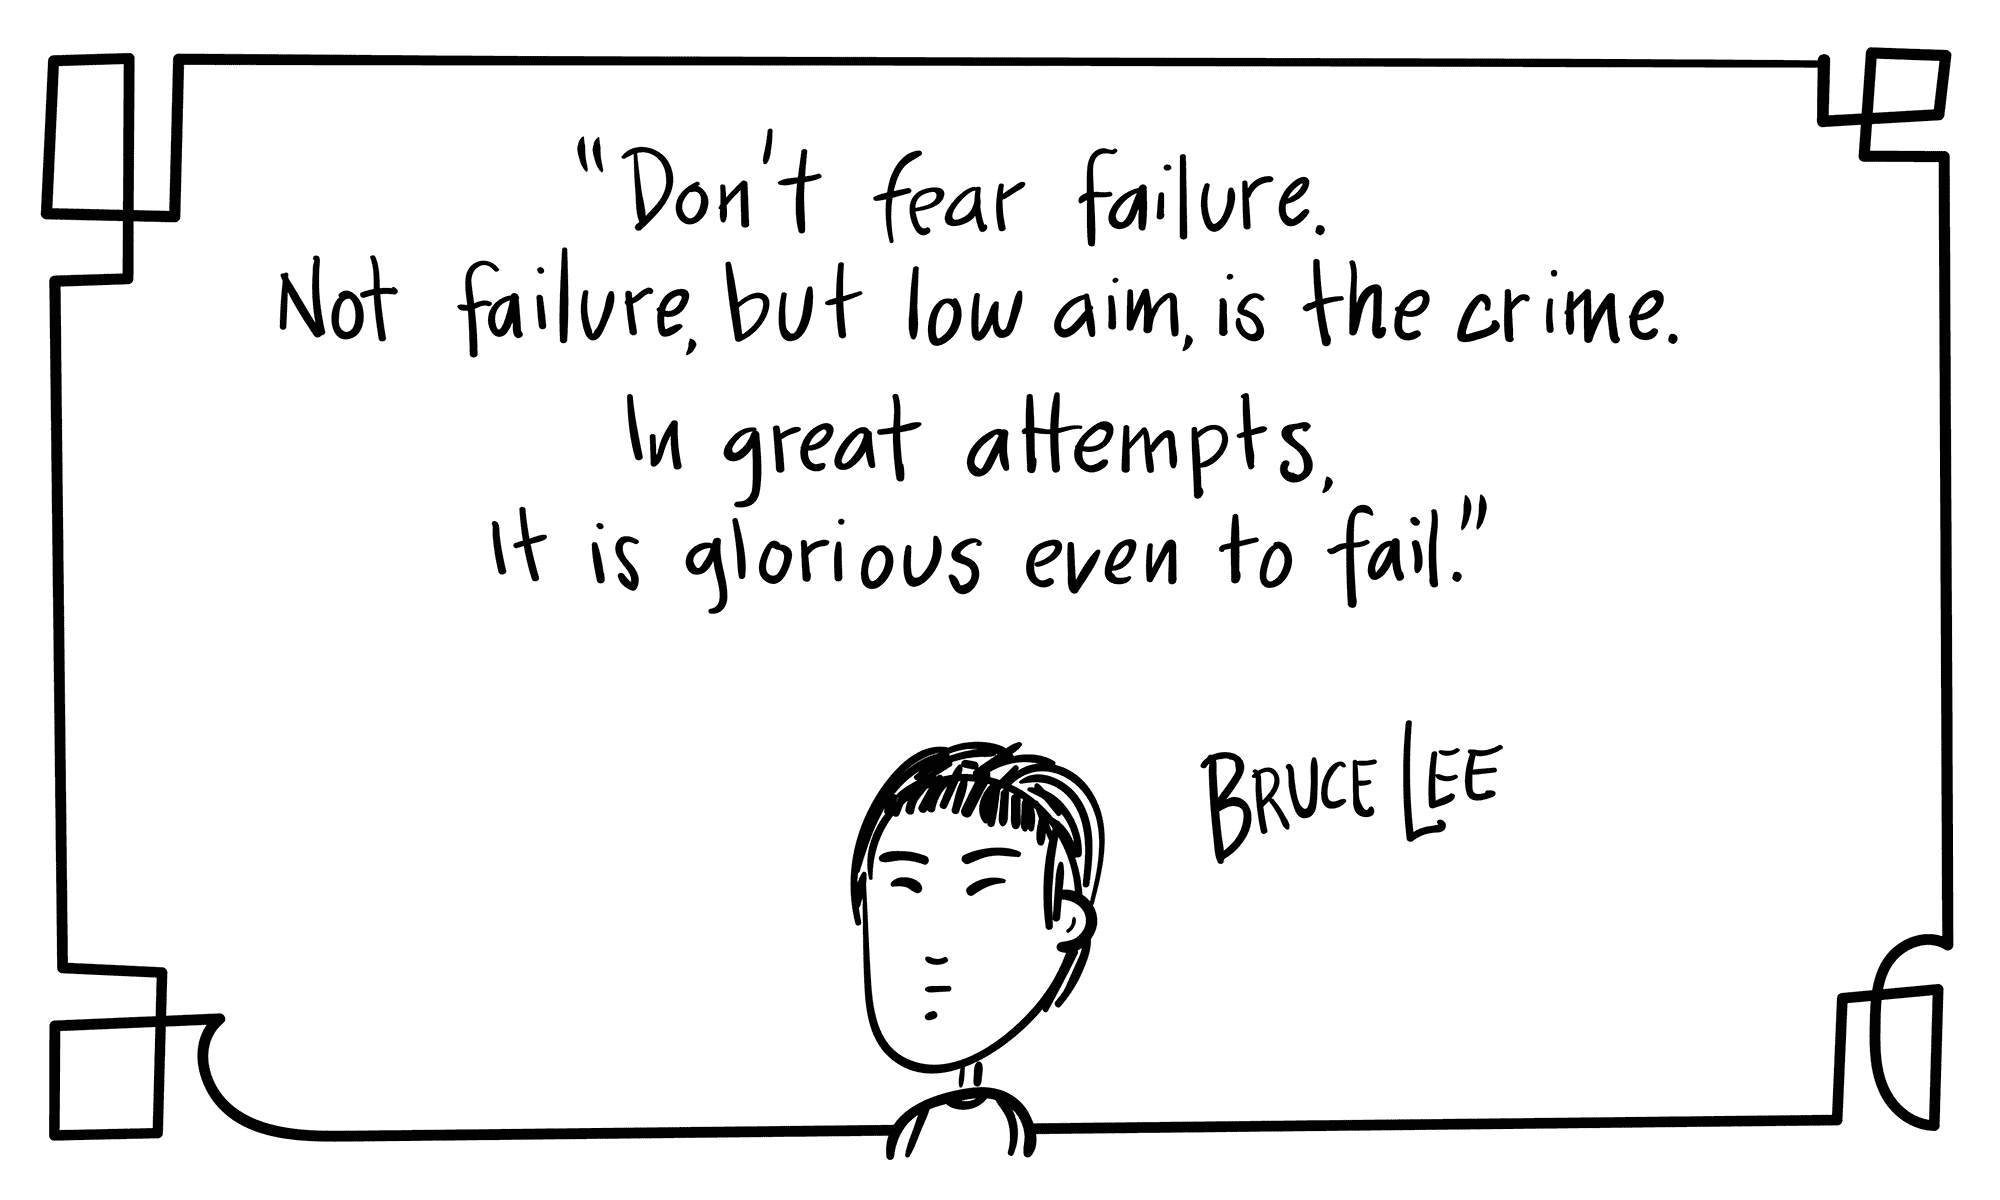 “Don't fear failure.
Not failure, but low aim, is the crime.
In great attempts,
It is glorious even to fail.”
BRUCE LEE